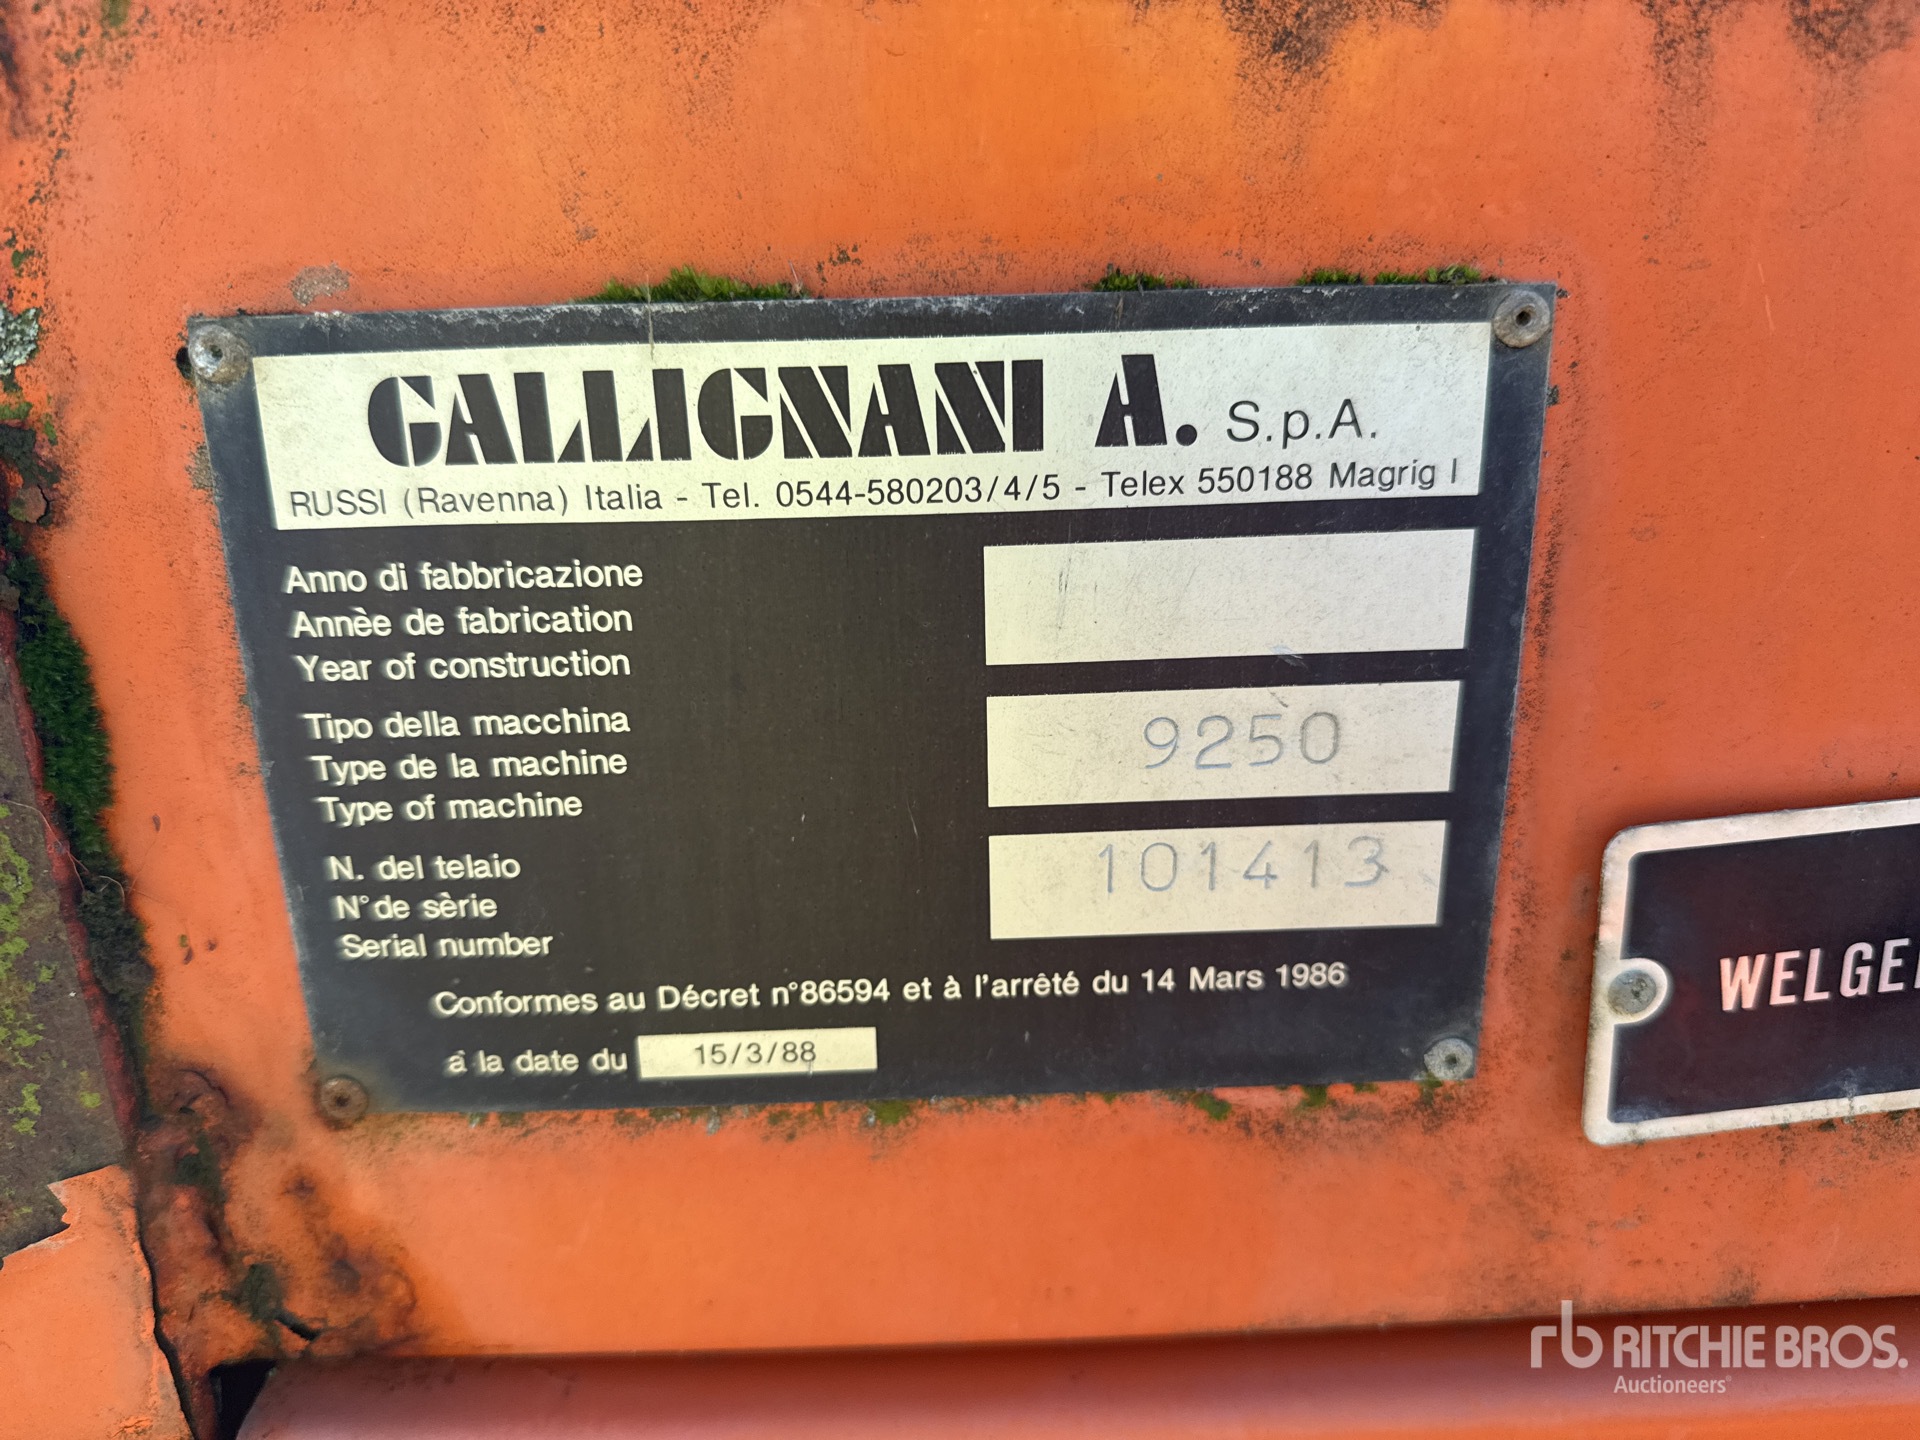 GALLIGNANI A. S.p.A.
RUSSI (Ravenna) Italia - Tel. 0544-580203/4/5 - Telex 550188 Magrig I
Anno di fabbricazione
Annèe de fabrication
Year of construction
Tipo della macchina
Type de la machine
Type of machine
9250
N. del telaio
N° de sèrie
Serial number
101413
Conformes au Décret n°86594 et à l'arrêté du 14 Mars 1986
à la date du 15/3/88
WELGE
rb RITCHIE BROS.
Auctioneers